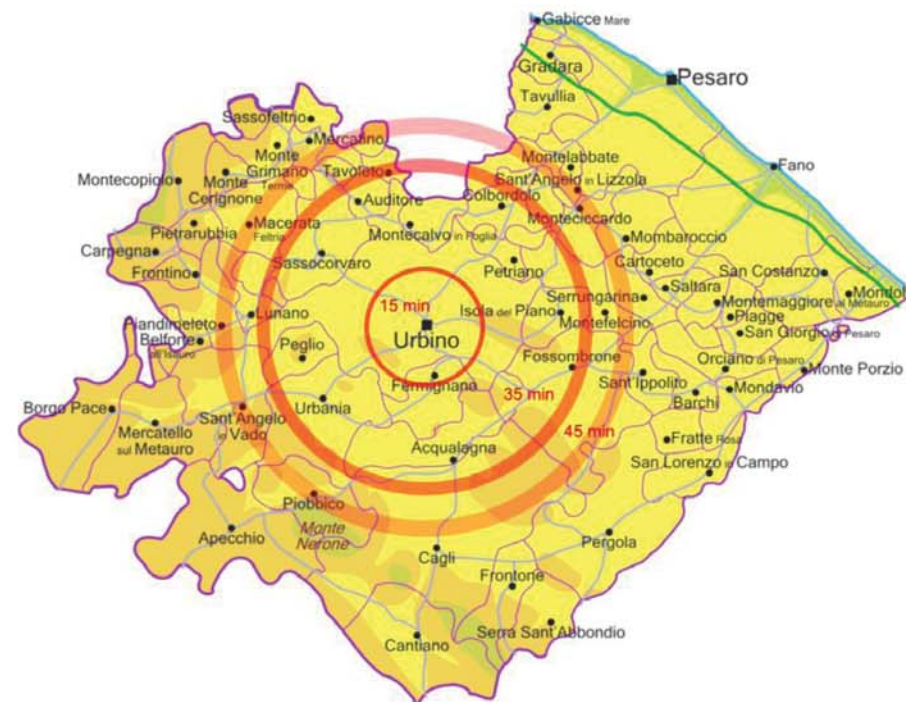 Gabicce Mare
Gradara
Pesaro
Tavullia
Sassofeltrio
Mercatino
Monte
Grimano
Terme
Montelabbate
Fano
Tavoleto
Sant'Angelo in Lizzola
Montecopiolo
Monte
Cerignone
Auditore
Colbordolo
Monteciccardo
Pietrarubbia
Macerata
Feltria
Montecalvo in Foglia
Mombaroccio
Carpegna
Sassocorvaro
Petriano
Cartoceto
San Costanzo
Frontino
Saltara
Mondol
Serrungarina
15 min
Isola del Piano
Montemaggiore al Metauro
Piandimeleto
Lunano
Montefelcino
Piagge
Belforte
all'Isauro
Urbino
San Giorgio di Pesaro
Peglio
Fossombrone
Orciano di Pesaro
Monte Porzio
Fermignano
Sant'Ippolito
Mondavio
Borgo Pace
Urbania
35 min
Barchi
Sant'Angelo
in Vado
Mercatello
sul Metauro
45 min
Fratte Rosa
Acqualagna
San Lorenzo in Campo
Piobbico
Apecchio
Monte
Nerone
Pergola
Cagli
Frontone
Cantiano
Serra Sant'Abbondio